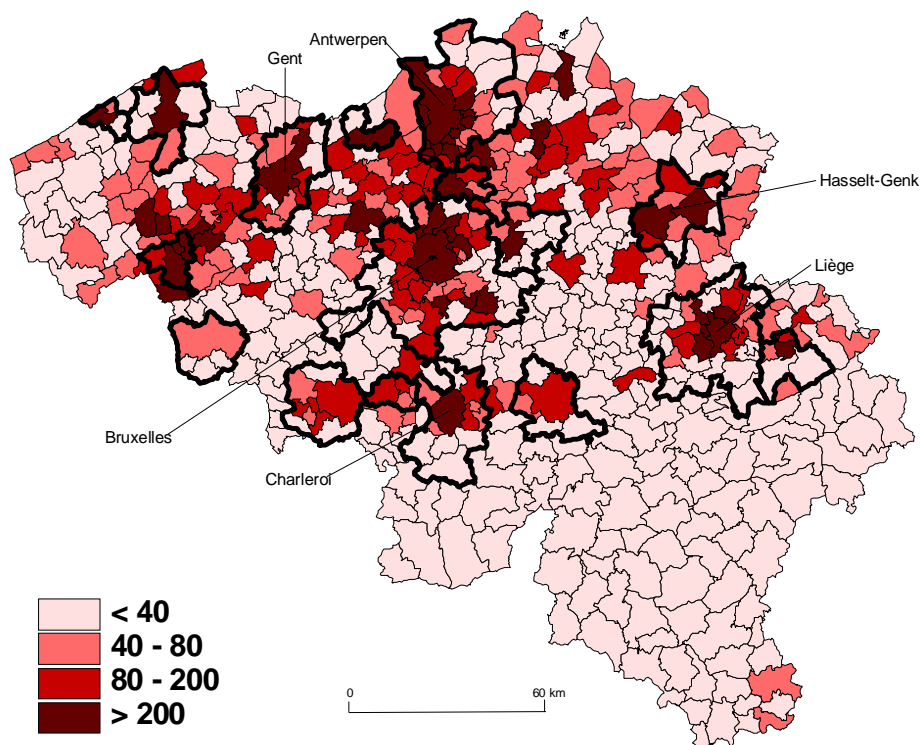 Antwerpen
Gent
Hasselt-Genk
Liège
Bruxelles
Charleroi
< 40
40 - 80
80 - 200
> 200
0 60 km